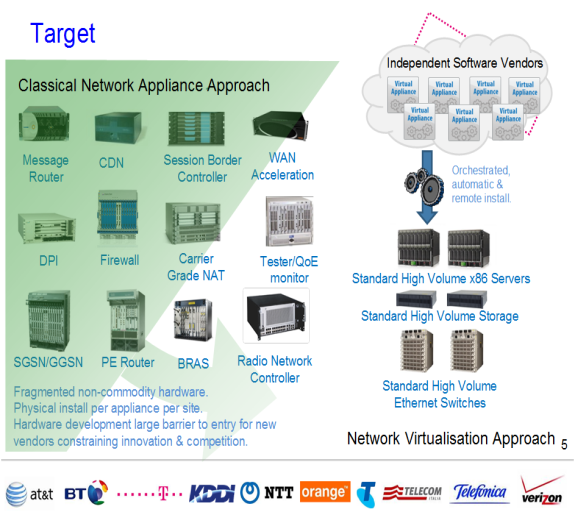 Target
Classical Network Appliance Approach
Message
Router
CDN
Session Border
Controller
WAN
Acceleration
DPI
Firewall
Carrier
Grade NAT
Tester/QoE
monitor
SGSN/GGSN
PE Router
BRAS
Radio Network
Controller
Fragmented non-commodity hardware.
Physical install per appliance per site.
Hardware development large barrier to entry for new
vendors constraining innovation & competition.
Independent Software Vendors
Virtual
Appliance
Virtual
Appliance
Virtual
Appliance
Virtual
Appliance
Virtual
Appliance
Virtual
Appliance
Virtual
Appliance
Orchestrated,
automatic &
remote install.
Standard High Volume x86 Servers
Standard High Volume Storage
Standard High Volume
Ethernet Switches
Network Virtualisation Approach
5
at&t
BT
T
KDDI
NTT
orange
T
TELECOM
ITALIA
Telefónica
verizon